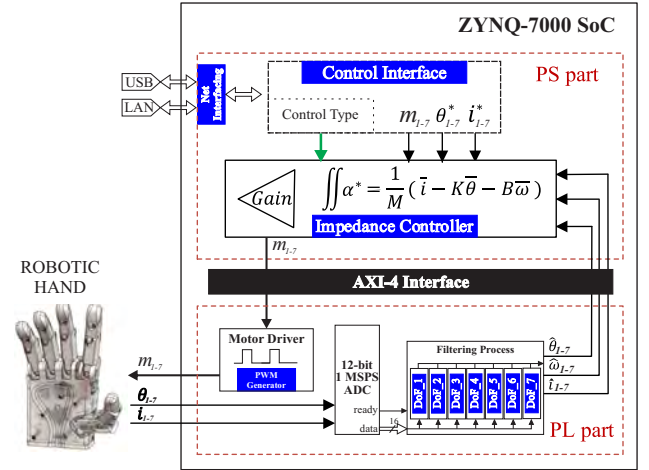 ZYNQ-7000 SoC
PS part
USB
LAN
Net Interfacing
Control Interface
Control Type
m1-7 θ*1-7 i*1-7
Gain
∬α* = 1/M ( i̅ − Kθ̅ − Bω̅ )
Impedance Controller
m1-7
AXI-4 Interface
ROBOTIC
HAND
m1-7
θ1-7
i1-7
Motor Driver
PWM
Generator
12-bit
1 MSPS
ADC
ready
data
16
Filtering Process
DoF_1
DoF_2
DoF_3
DoF_4
DoF_5
DoF_6
DoF_7
θ̂1-7
ω̂1-7
î1-7
PL part